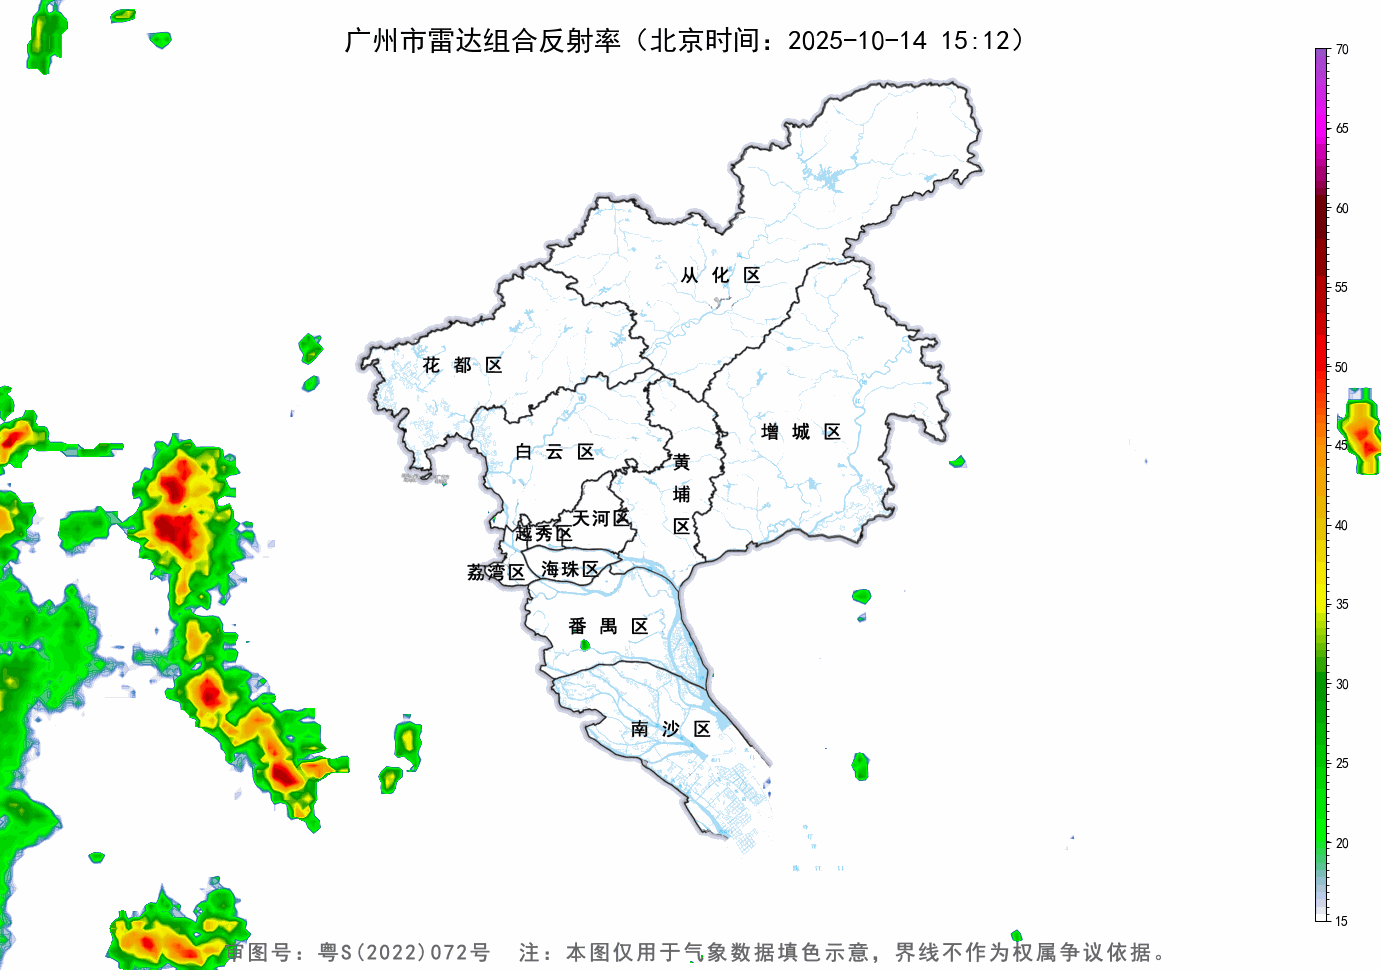 广州市雷达组合反射率（北京时间：2025-10-14 15:12）
70
65
60
55
50
45
40
35
30
25
20
15
从化区
花都区
增城区
白云区
黄埔区
天河区
越秀区
海珠区
荔湾区
番禺区
南沙区
审图号：粤S(2022)072号 注：本图仅用于气象数据填色示意，界线不作为权属争议依据。